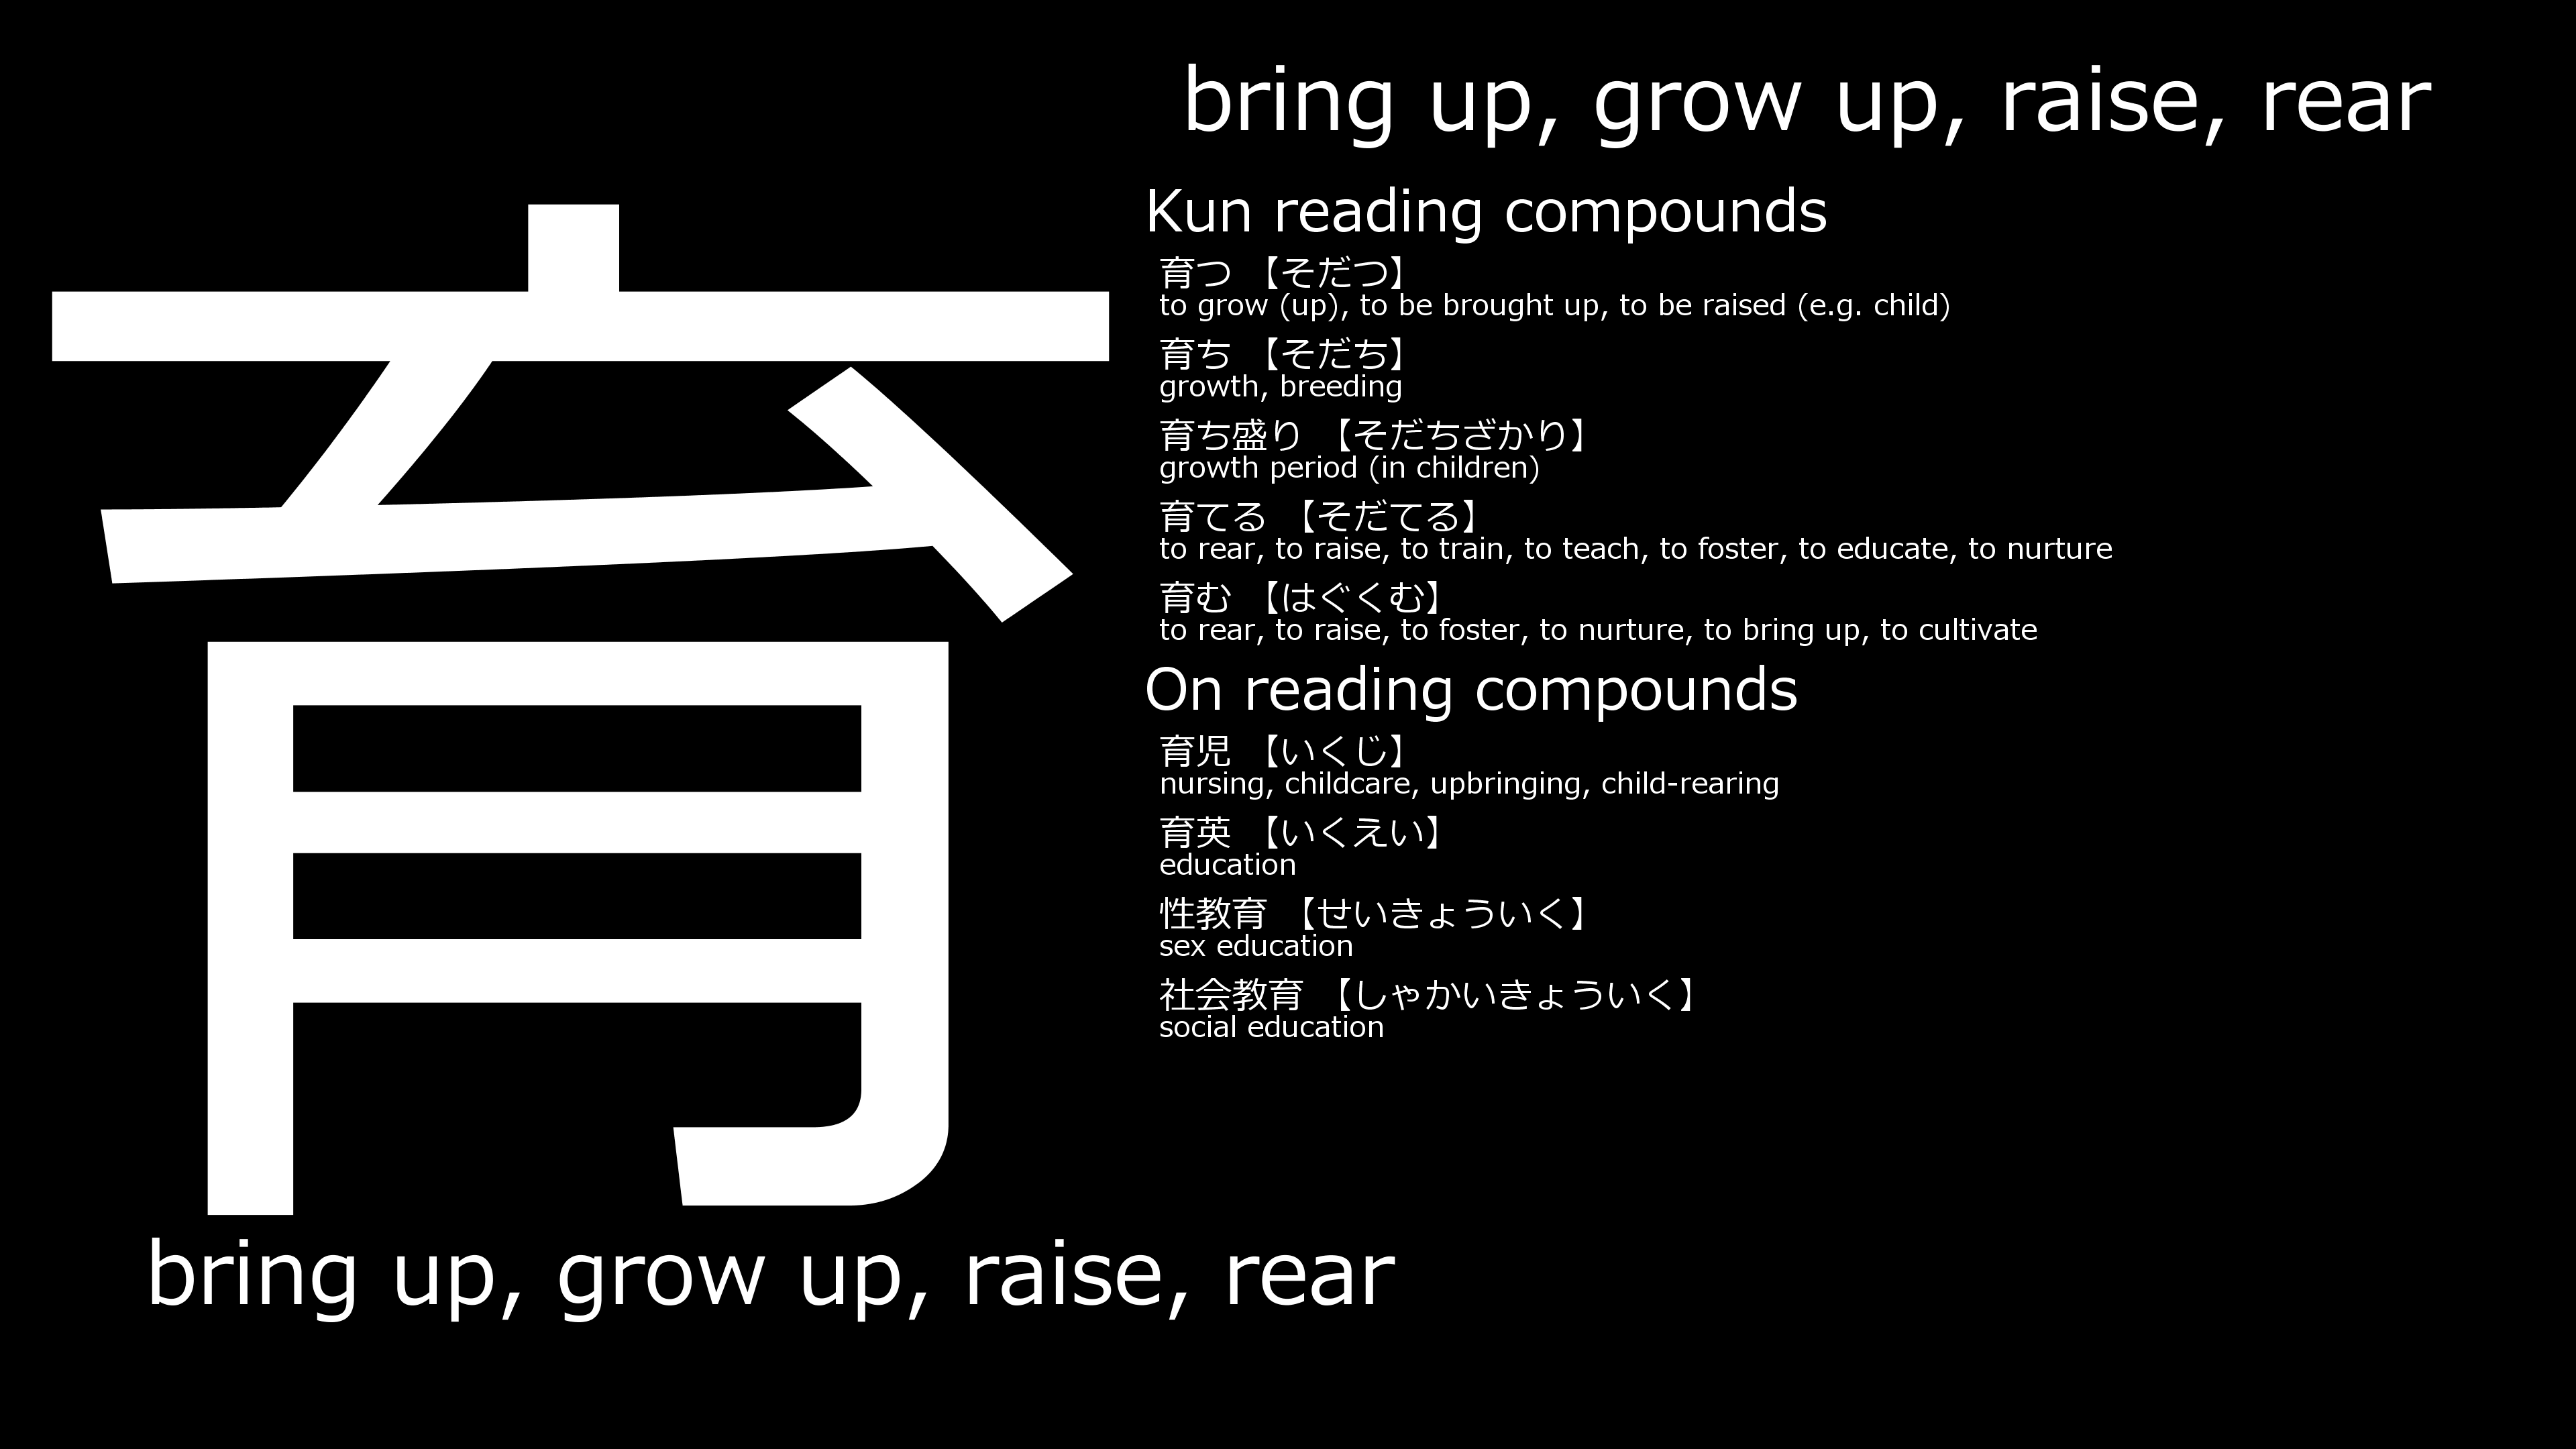 育
bring up, grow up, raise, rear
bring up, grow up, raise, rear
Kun reading compounds
育つ 【そだつ】
to grow (up), to be brought up, to be raised (e.g. child)
育ち 【そだち】
growth, breeding
育ち盛り 【そだちざかり】
growth period (in children)
育てる 【そだてる】
to rear, to raise, to train, to teach, to foster, to educate, to nurture
育む 【はぐくむ】
to rear, to raise, to foster, to nurture, to bring up, to cultivate
On reading compounds
育児 【いくじ】
nursing, childcare, upbringing, child-rearing
育英 【いくえい】
education
性教育 【せいきょういく】
sex education
社会教育 【しゃかいきょういく】
social education